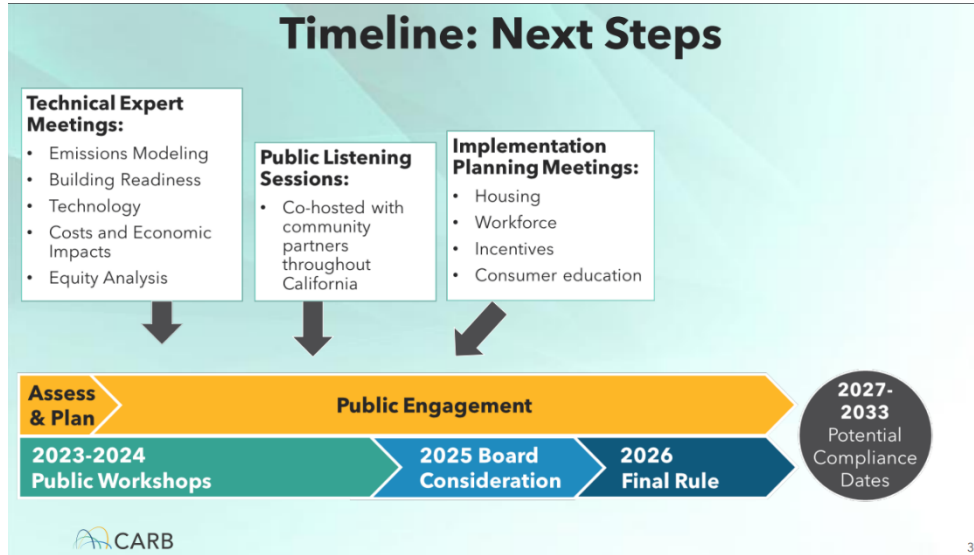 Timeline: Next Steps
Technical Expert
Meetings:
• Emissions Modeling
• Building Readiness
• Technology
• Costs and Economic
Impacts
• Equity Analysis
Public Listening
Sessions:
• Co-hosted with
community
partners
throughout
California
Implementation
Planning Meetings:
• Housing
• Workforce
• Incentives
• Consumer education
Assess
& Plan
Public Engagement
2023-2024
Public Workshops
2025 Board
Consideration
2026
Final Rule
2027-
2033
Potential
Compliance
Dates
CARB
3